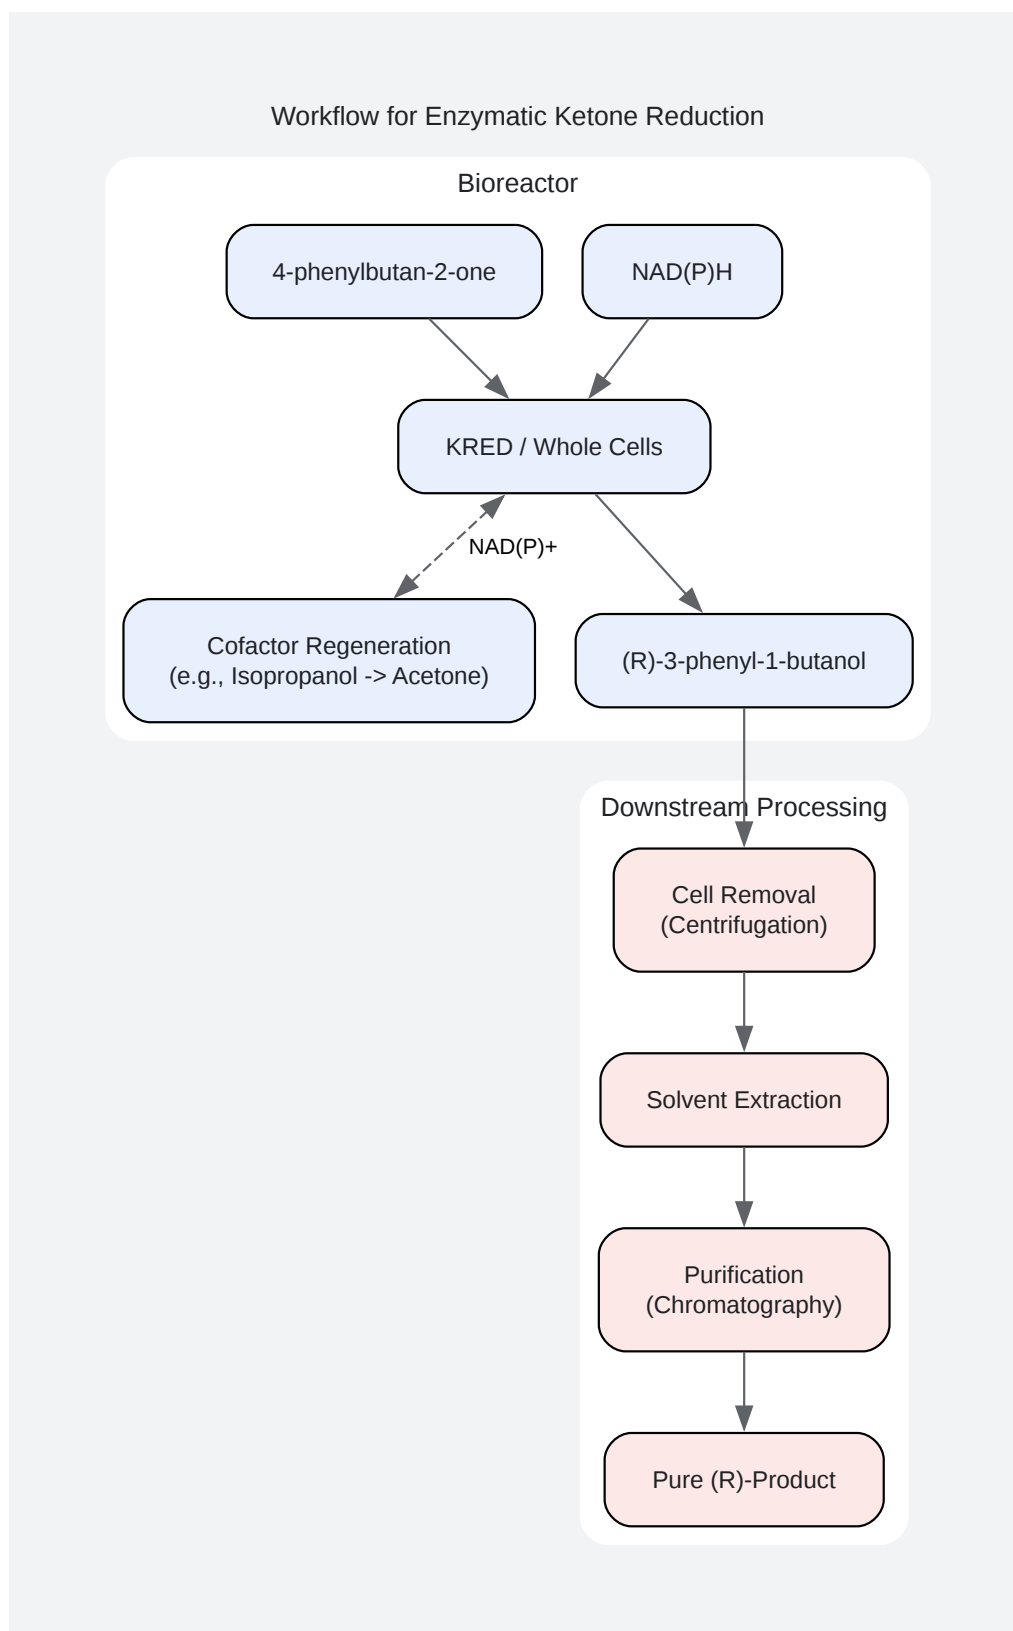 Workflow for Enzymatic Ketone Reduction
Bioreactor
4-phenylbutan-2-one
NAD(P)H
KRED / Whole Cells
NAD(P)+
Cofactor Regeneration
(e.g., Isopropanol -> Acetone)
(R)-3-phenyl-1-butanol
Downstream Processing
Cell Removal
(Centrifugation)
Solvent Extraction
Purification
(Chromatography)
Pure (R)-Product